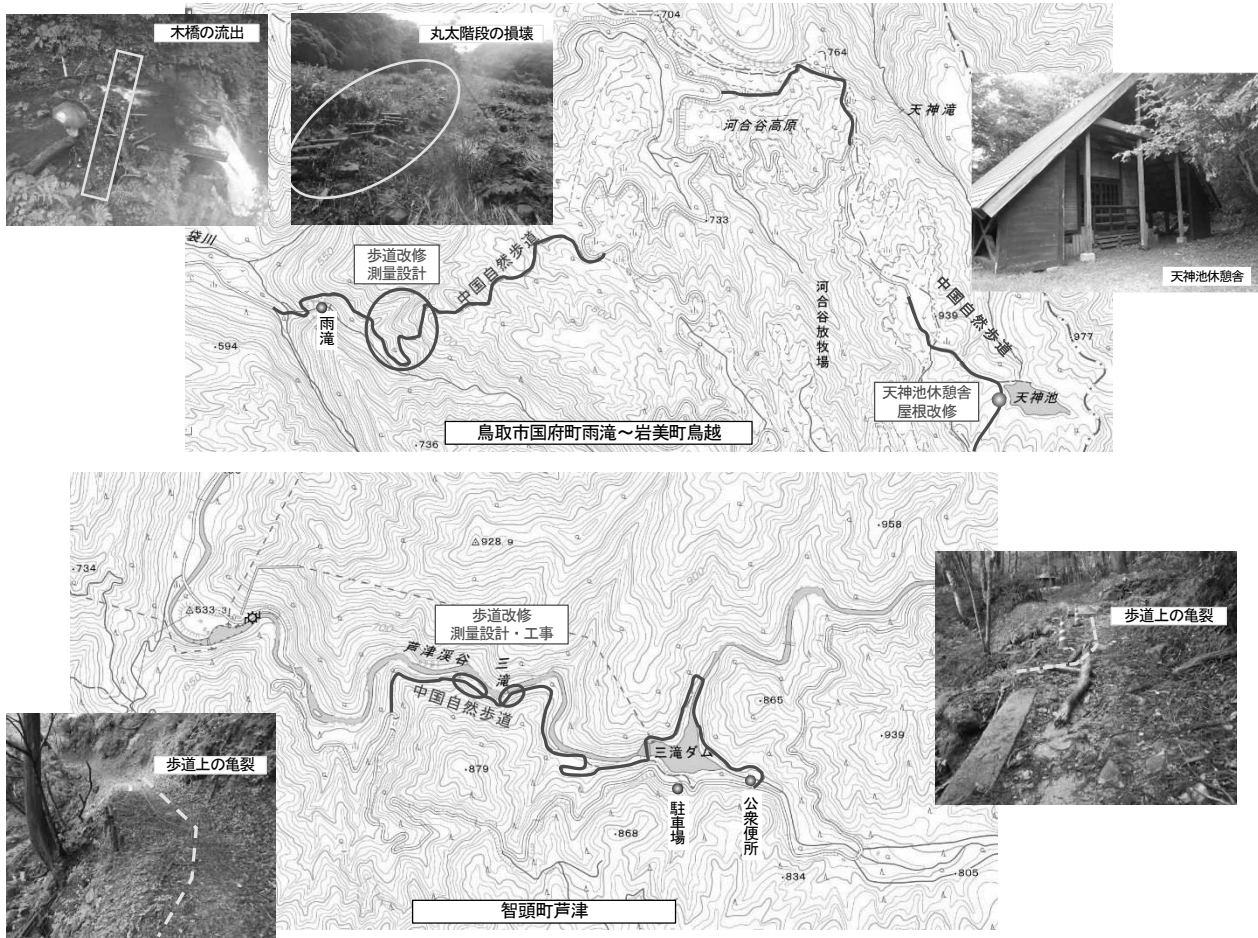 木橋の流出
丸太階段の損壊
704
764
天神滝
河合谷高原
733
袋川
歩道改修
測量設計
中国自然歩道
雨滝
594
河合谷放牧場
939
中国自然歩道
977
天神池休憩舎
天神池休憩舎
屋根改修
天神池
736
鳥取市国府町雨滝～岩美町鳥越
958
928.9
734
533.3
歩道改修
測量設計・工事
芦津渓谷
三滝
中国自然歩道
900
700
650
865
歩道上の亀裂
三滝ダム
939
879
歩道上の亀裂
駐車場
公衆便所
868
834
805
智頭町芦津